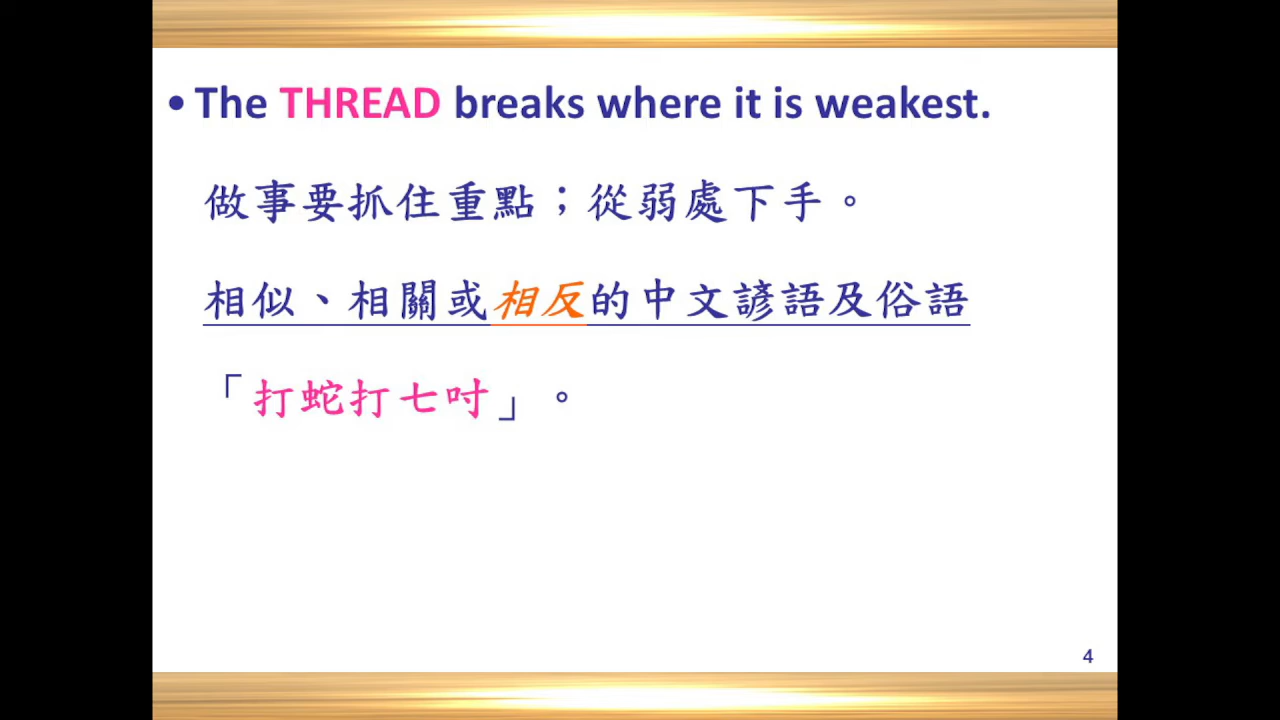 • The THREAD breaks where it is weakest.
做事要抓住重點；從弱處下手。
相似、相關或相反的中文諺語及俗語
「打蛇打七吋」。
4